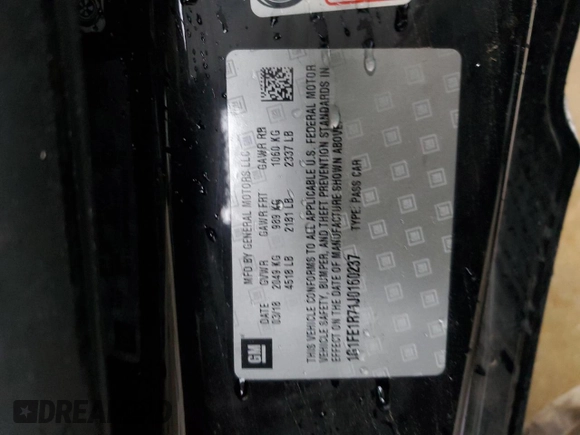 MFD BY GENERAL MOTORS LLC
DATE GVWR GAWR FRT GAWR RR
03/18 2049 KG 989 KG 1060 KG
4518 LB 2181 LB 2337 LB
THIS VEHICLE CONFORMS TO ALL APPLICABLE U.S. FEDERAL MOTOR
VEHICLE SAFETY, BUMPER, AND THEFT PREVENTION STANDARDS IN
EFFECT ON THE DATE OF MANUFACTURE SHOWN ABOVE.
1G1FE1R71J0160237 TYPE: PASS CAR
GM